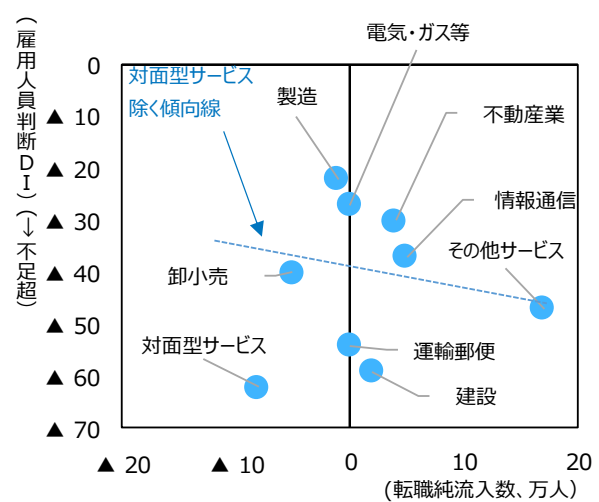 (雇用人員判断DI)(→不足超)
0
▲ 10
▲ 20
▲ 30
▲ 40
▲ 50
▲ 60
▲ 70
対面型サービス
除く傾向線
電気・ガス等
製造
不動産業
情報通信
その他サービス
卸小売
対面型サービス
運輸郵便
建設
▲ 20
▲ 10
0
10
20
(転職純流入数、万人)